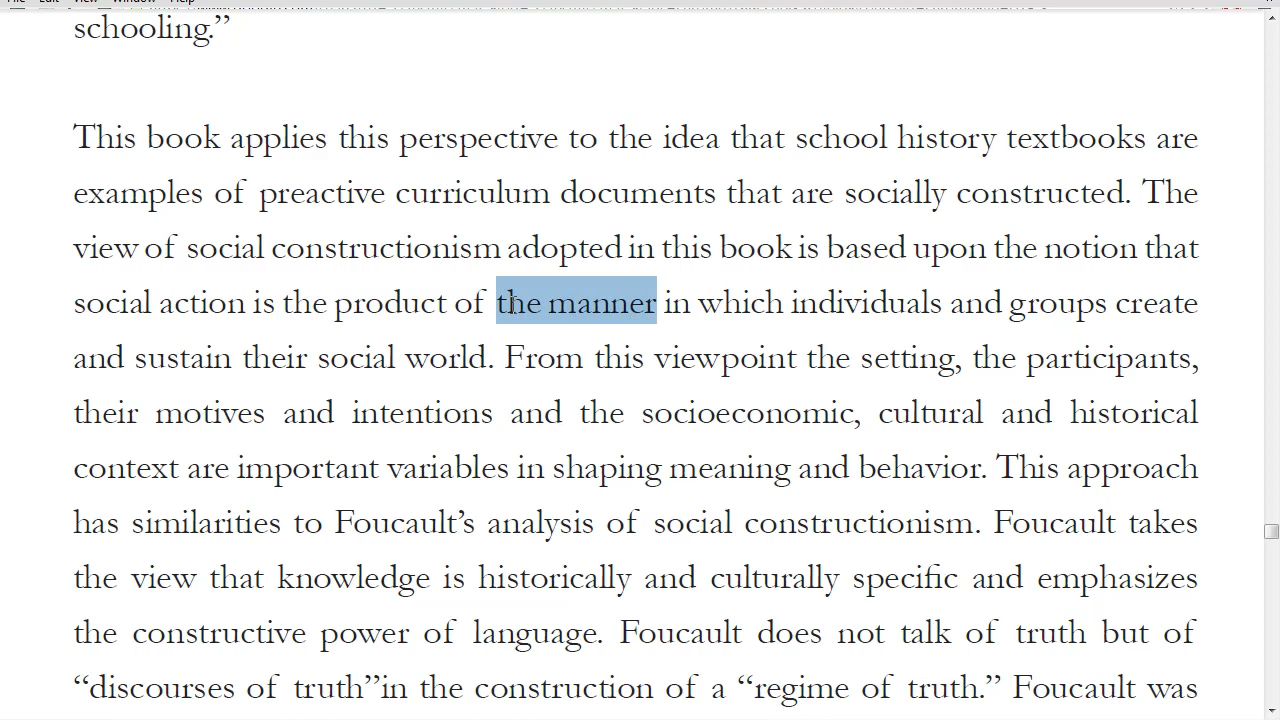 File Edit View Window Help
schooling.”
This book applies this perspective to the idea that school history textbooks are
examples of preactive curriculum documents that are socially constructed. The
view of social constructionism adopted in this book is based upon the notion that
social action is the product of the manner in which individuals and groups create
and sustain their social world. From this viewpoint the setting, the participants,
their motives and intentions and the socioeconomic, cultural and historical
context are important variables in shaping meaning and behavior. This approach
has similarities to Foucault’s analysis of social constructionism. Foucault takes
the view that knowledge is historically and culturally specific and emphasizes
the constructive power of language. Foucault does not talk of truth but of
“discourses of truth”in the construction of a “regime of truth.” Foucault was